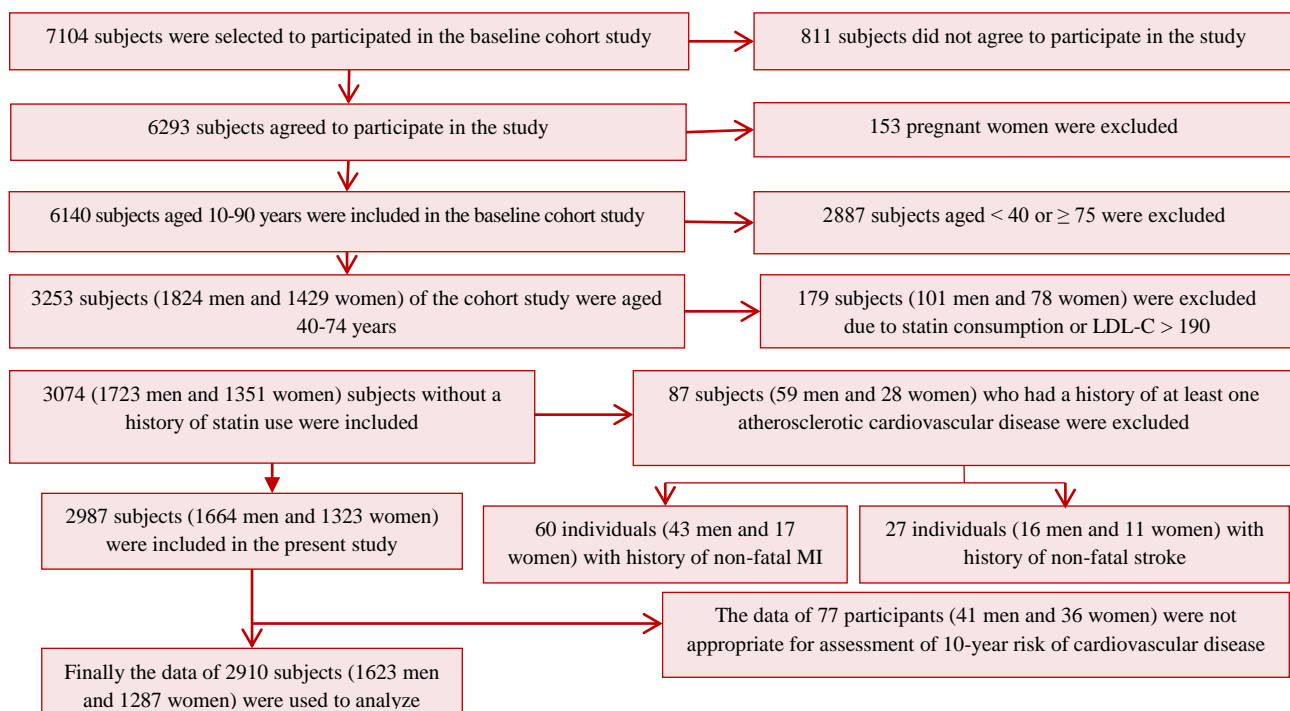 7104 subjects were selected to participated in the baseline cohort study
811 subjects did not agree to participate in the study
6293 subjects agreed to participate in the study
153 pregnant women were excluded
6140 subjects aged 10-90 years were included in the baseline cohort study
2887 subjects aged < 40 or ≥ 75 were excluded
3253 subjects (1824 men and 1429 women) of the cohort study were aged
40-74 years
179 subjects (101 men and 78 women) were excluded
due to statin consumption or LDL-C > 190
3074 (1723 men and 1351 women) subjects without a
history of statin use were included
87 subjects (59 men and 28 women) who had a history of at least one
atherosclerotic cardiovascular disease were excluded
2987 subjects (1664 men and 1323 women)
were included in the present study
60 individuals (43 men and 17
women) with history of non-fatal MI
27 individuals (16 men and 11 women) with
history of non-fatal stroke
The data of 77 participants (41 men and 36 women) were not
appropriate for assessment of 10-year risk of cardiovascular disease
Finally the data of 2910 subjects (1623 men
and 1287 women) were used to analyze